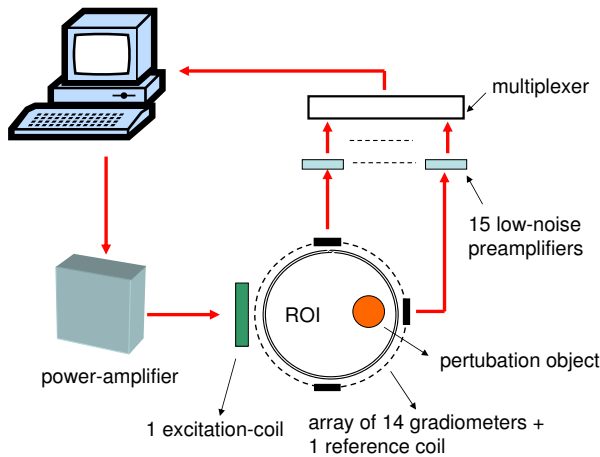 multiplexer
15 low-noise
preamplifiers
ROI
pertubation object
power-amplifier
1 excitation-coil
array of 14 gradiometers +
1 reference coil